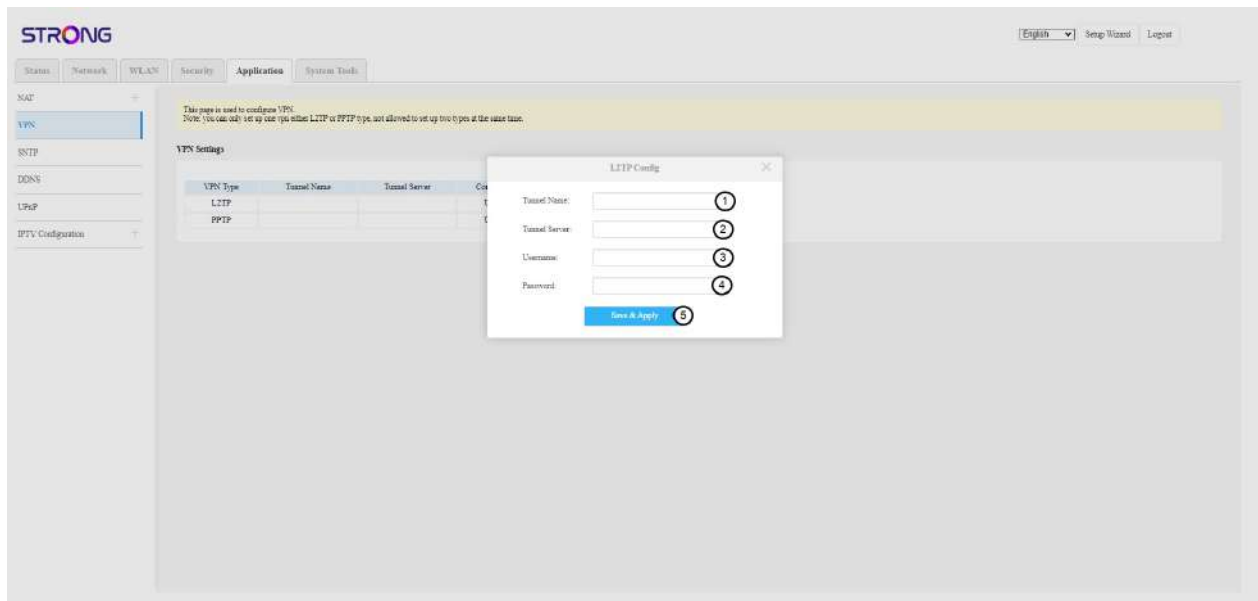 STRONG
English Setup Wizard Logout
Status Network WLAN Security Application System Tools
NAT
VPN
SNTP
DDNS
UPnP
IPTV Configuration
This page is used to configure VPN.
Note: you can only set up one vpn either L2TP or PPTP type, not allowed to set up two types at the same time.
VPN Settings
VPN Type Tunnel Name Tunnel Server
L2TP
PPTP
L2TP Config
Tunnel Name: 1
Tunnel Server: 2
Username: 3
Password: 4
Save & Apply 5